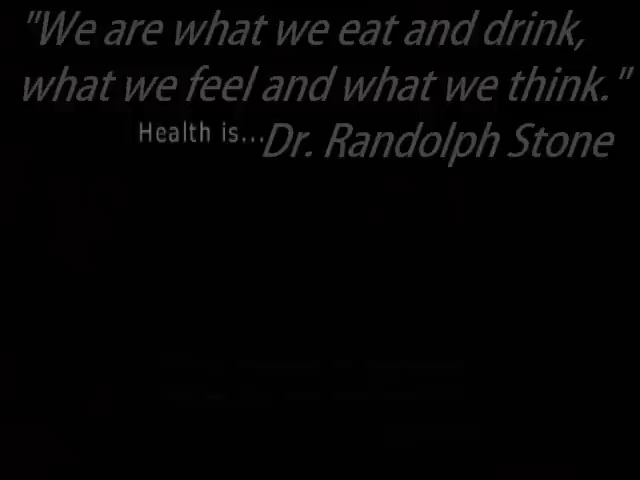 "We are what we eat and drink,
what we feel and what we think."
Health is...
Dr. Randolph Stone